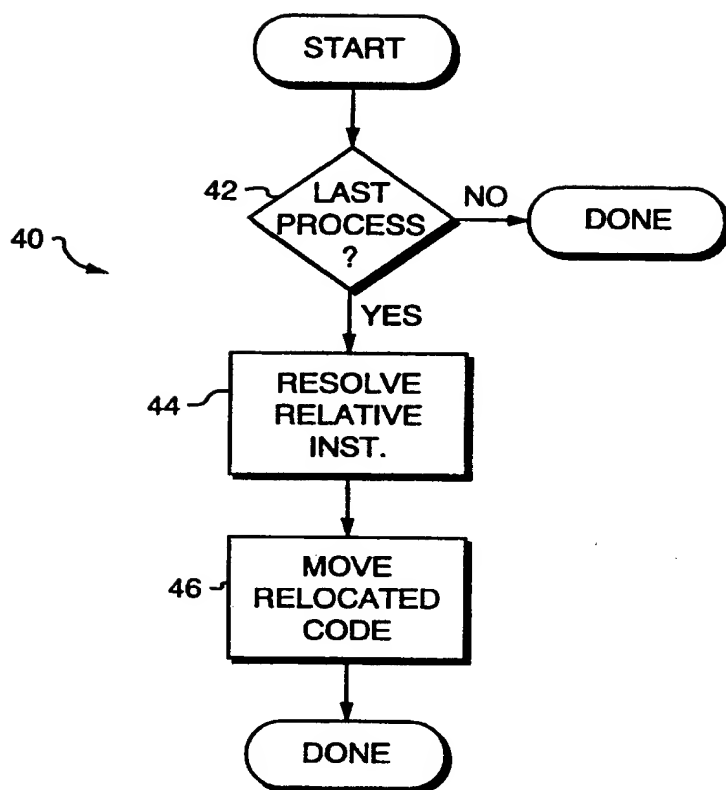 START
42
LAST
PROCESS
?
NO
DONE
40
YES
44
RESOLVE
RELATIVE
INST.
46
MOVE
RELOCATED
CODE
DONE